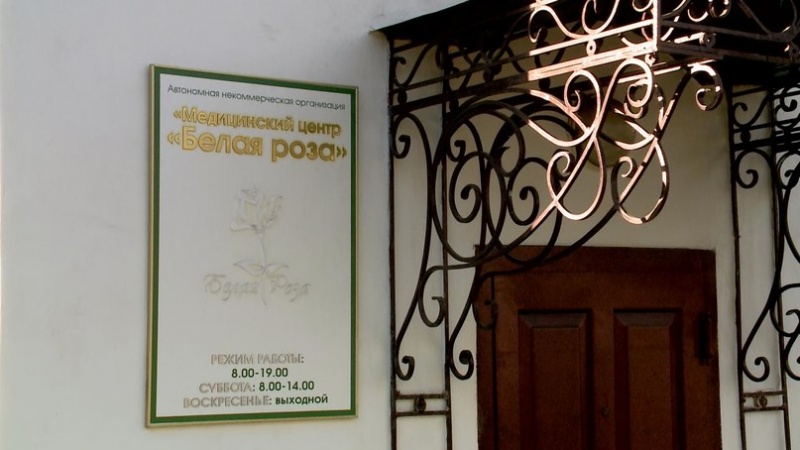 Автономная некоммерческая организация
«Медицинский центр
«Белая роза»
Белая Роза
РЕЖИМ РАБОТЫ:
8.00-19.00
СУББОТА: 8.00-14.00
ВОСКРЕСЕНЬЕ: ВЫХОДНОЙ